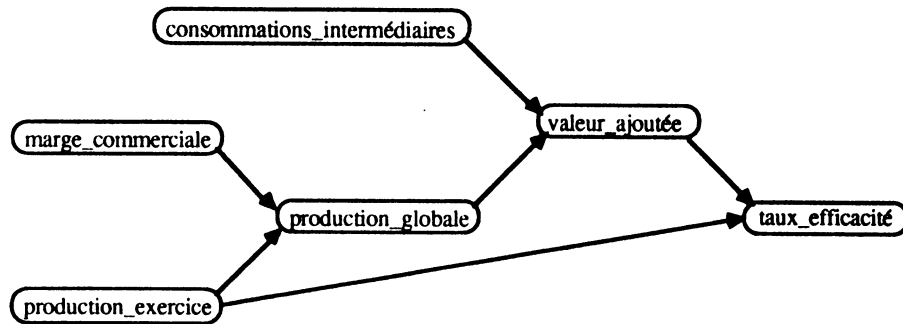 consommations_intermédiaires
valeur_ajoutée
marge_commerciale
production_globale
taux_efficacité
production_exercice